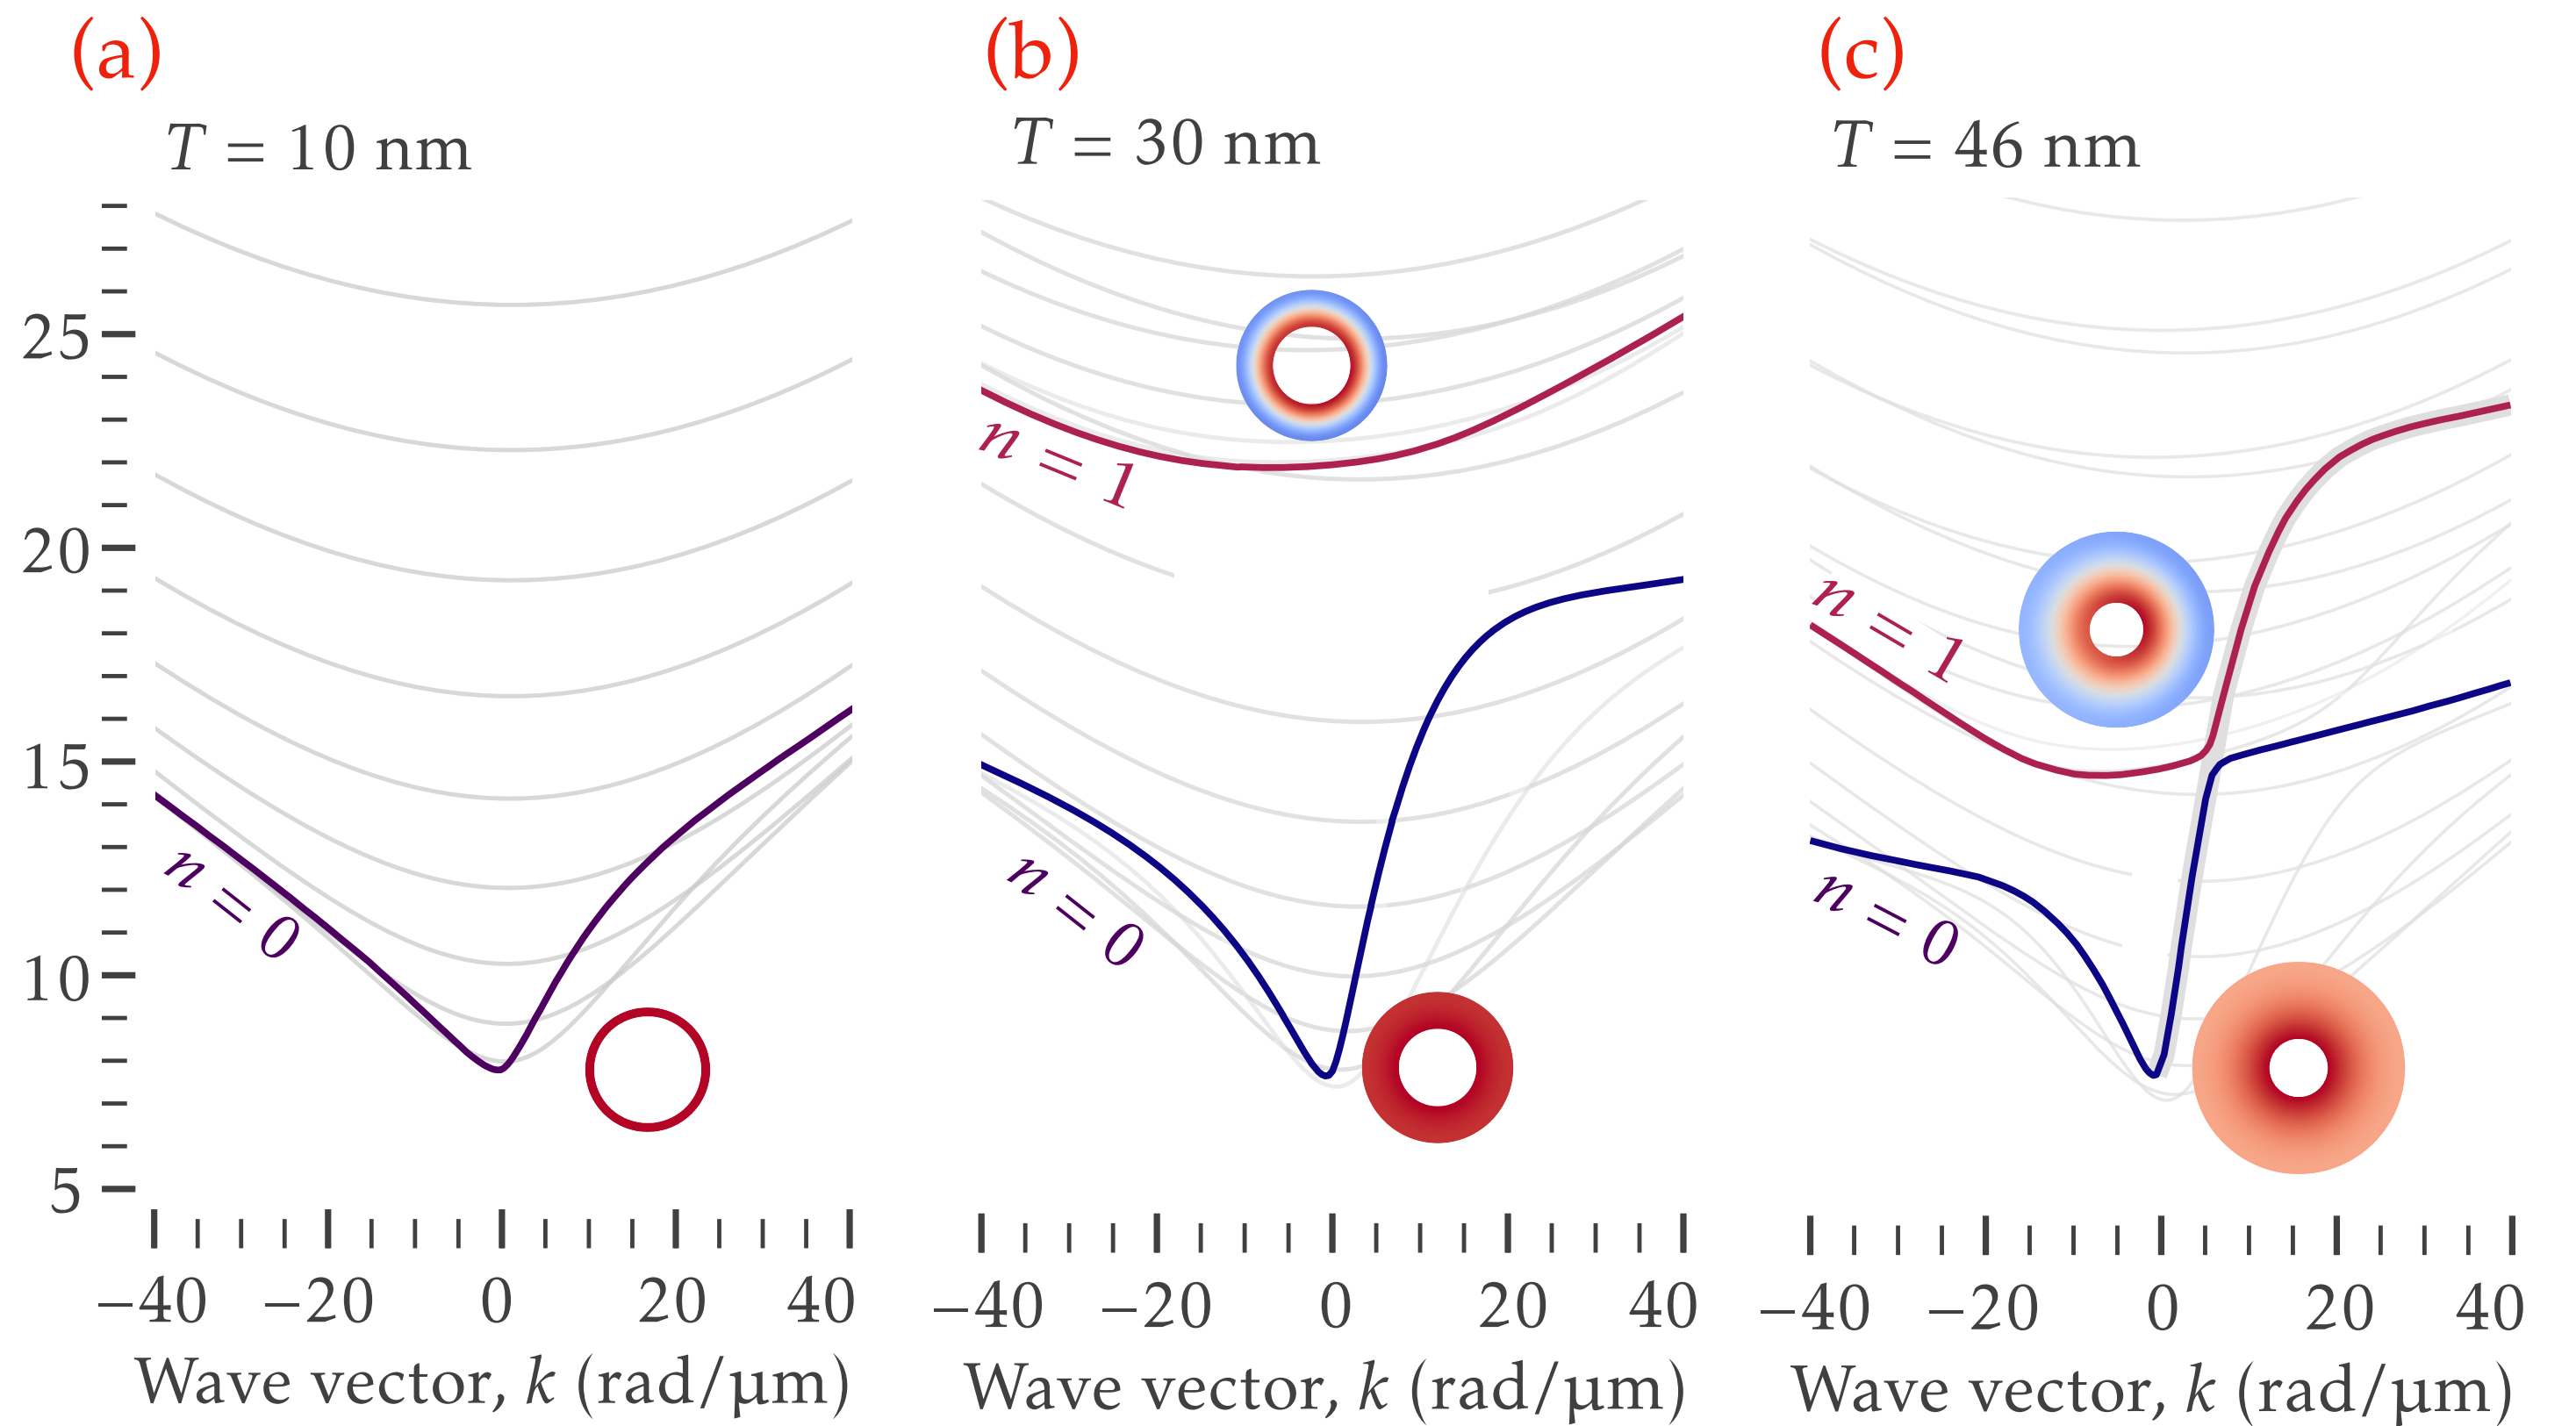 (a)
(b)
(c)
T = 10 nm
T = 30 nm
T = 46 nm
25
20
15
10
5
n = 0
n = 1
n = 0
n = 1
n = 0
−40 −20 0 20 40
−40 −20 0 20 40
−40 −20 0 20 40
Wave vector, k (rad/µm)
Wave vector, k (rad/µm)
Wave vector, k (rad/µm)